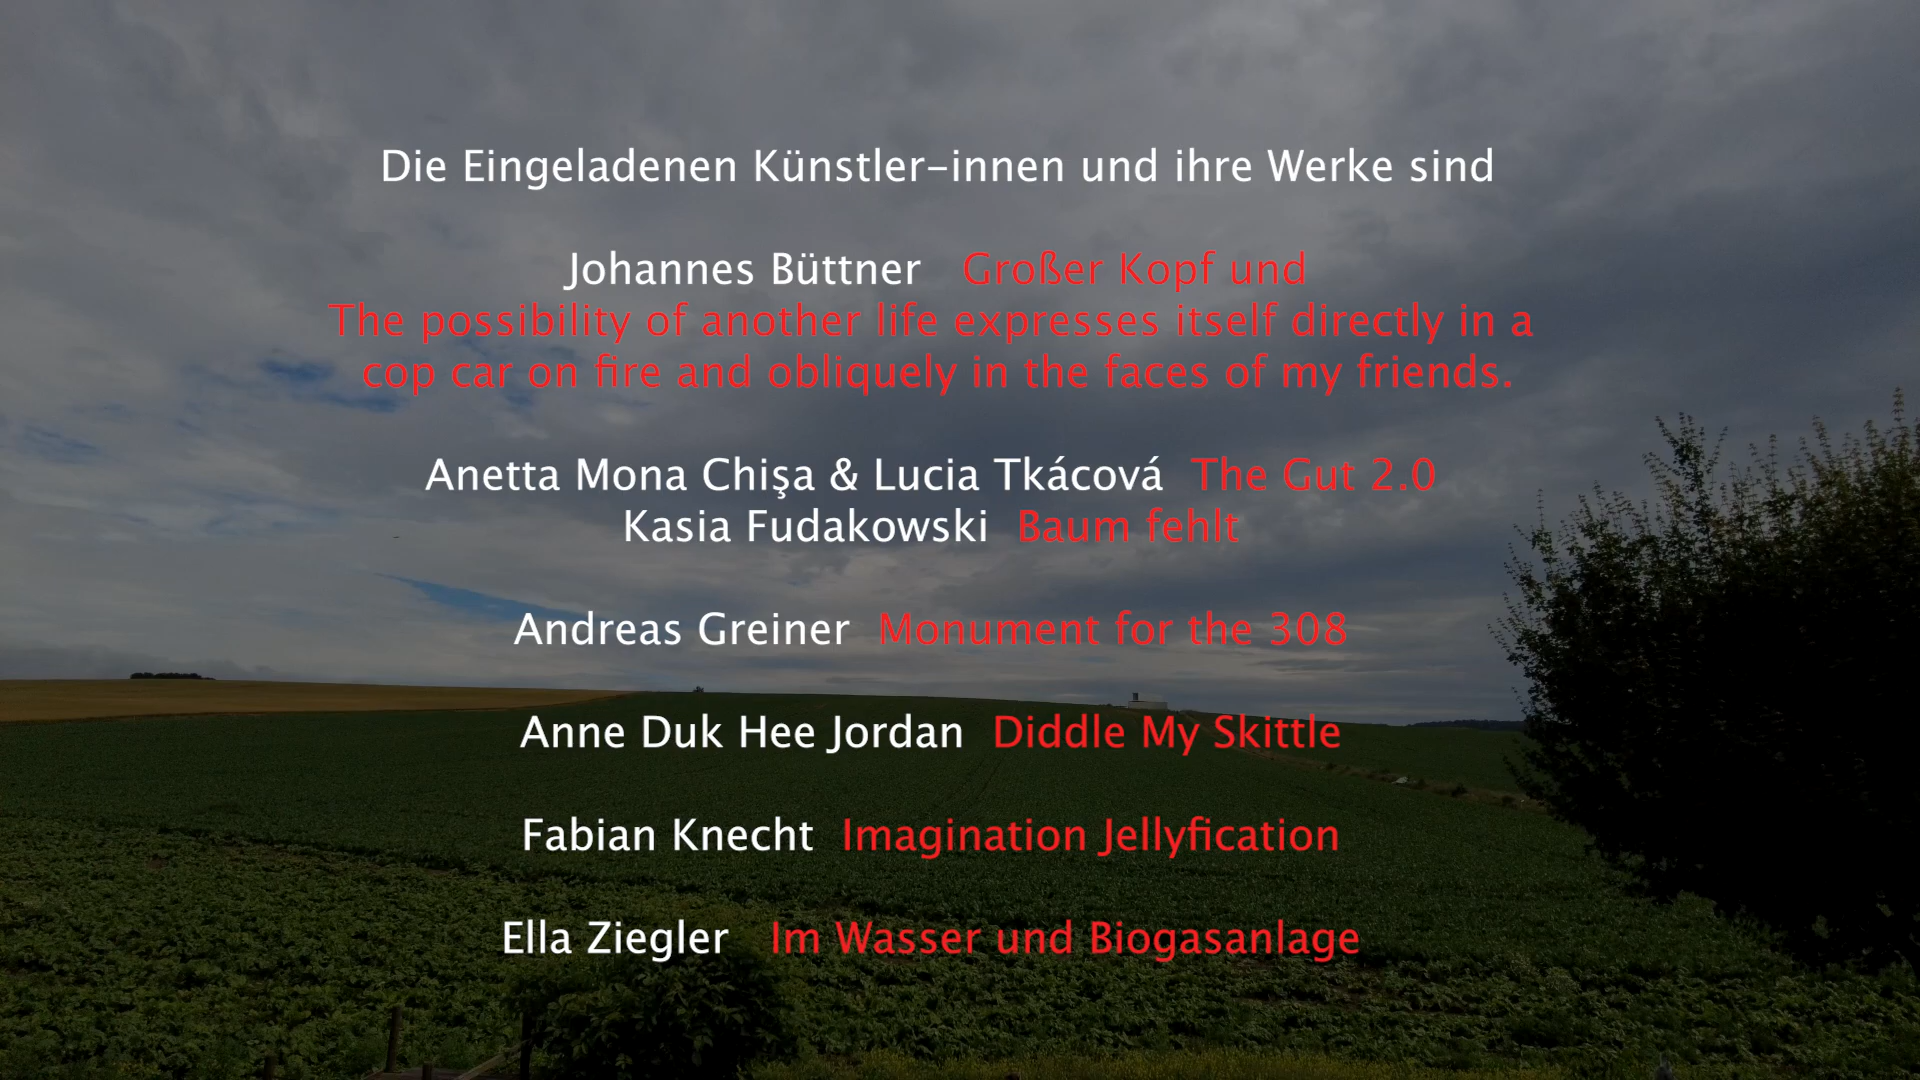 Die Eingeladenen Künstler-innen und ihre Werke sind
Johannes Büttner Großer Kopf und
The possibility of another life expresses itself directly in a
cop car on fire and obliquely in the faces of my friends.
Anetta Mona Chişa & Lucia Tkácová The Gut 2.0
Kasia Fudakowski Baum fehlt
Andreas Greiner Monument for the 308
Anne Duk Hee Jordan Diddle My Skittle
Fabian Knecht Imagination Jellyfication
Ella Ziegler Im Wasser und Biogasanlage